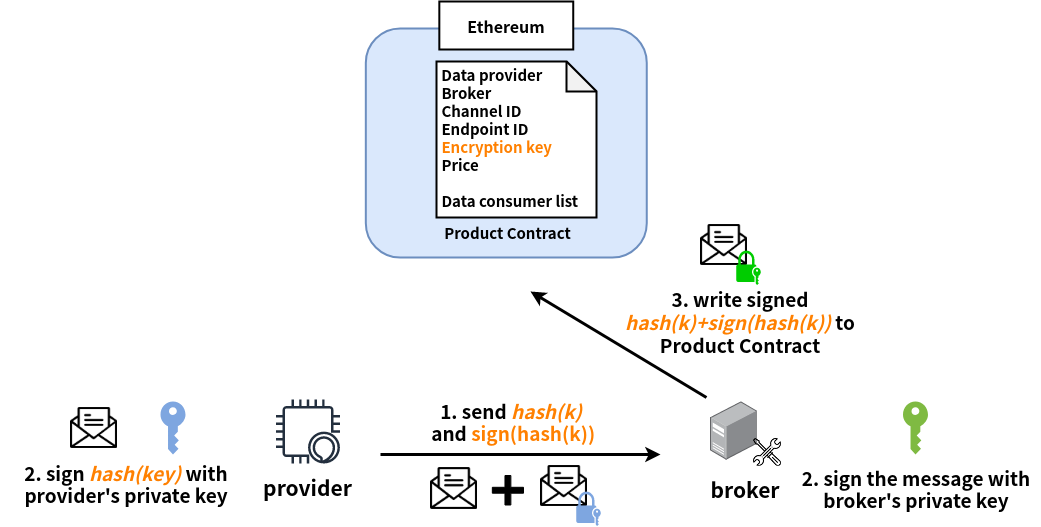 Ethereum
Data provider
Broker
Channel ID
Endpoint ID
Encryption key
Price
Data consumer list
Product Contract
3. write signed
hash(k)+sign(hash(k)) to
Product Contract
1. send hash(k)
and sign(hash(k))
2. sign hash(key) with
provider's private key
provider
broker
2. sign the message with
broker's private key